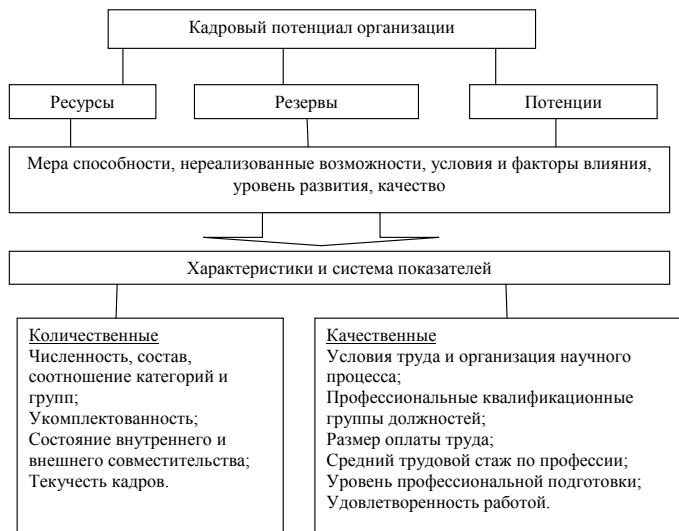 Кадровый потенциал организации
Ресурсы
Резервы
Потенции
Мера способности, нереализованные возможности, условия и факторы влияния,
уровень развития, качество
Характеристики и система показателей
Количественные
Численность, состав,
соотношение категорий и
групп;
Укомплектованность;
Состояние внутреннего и
внешнего совместительства;
Текучесть кадров.
Качественные
Условия труда и организация научного
процесса;
Профессиональные квалификационные
группы должностей;
Размер оплаты труда;
Средний трудовой стаж по профессии;
Уровень профессиональной подготовки;
Удовлетворенность работой.